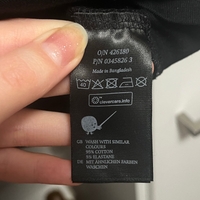 O/N 426180
P/N 0345826 3
Made in Bangladesh
40
clevercare.info
GB WASH WITH SIMILAR
COLOURS
95% COTTON
5% ELASTANE
DE MIT ÄHNLICHEN FARBEN
WASCHEN